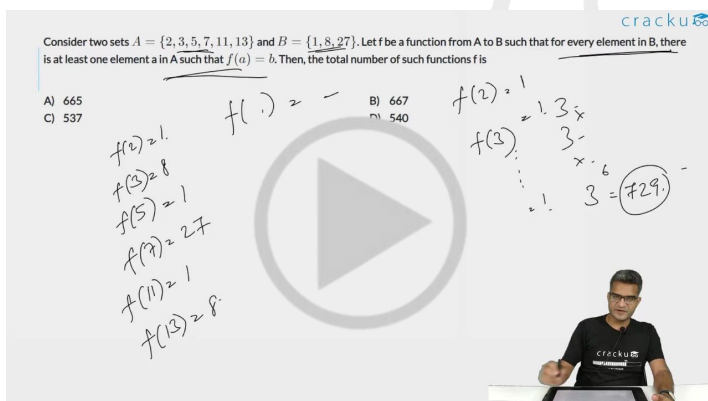 cracku
Consider two sets A = {2, 3, 5, 7, 11, 13} and B = {1, 8, 27}. Let f be a function from A to B such that for every element in B, there
is at least one element a in A such that f(a) = b. Then, the total number of such functions f is
A) 665
B) 667
C) 537
D) 540
f( . ) = -
f(2) = 1.
f(3) = 8
f(5) = 1
f(7) = 27
f(11) = 1
f(13) = 8.
f(2) = 1
= 1. 3 -
x
f(3) 3 -
x -
= 1. 3^6 = 729. -
cracku